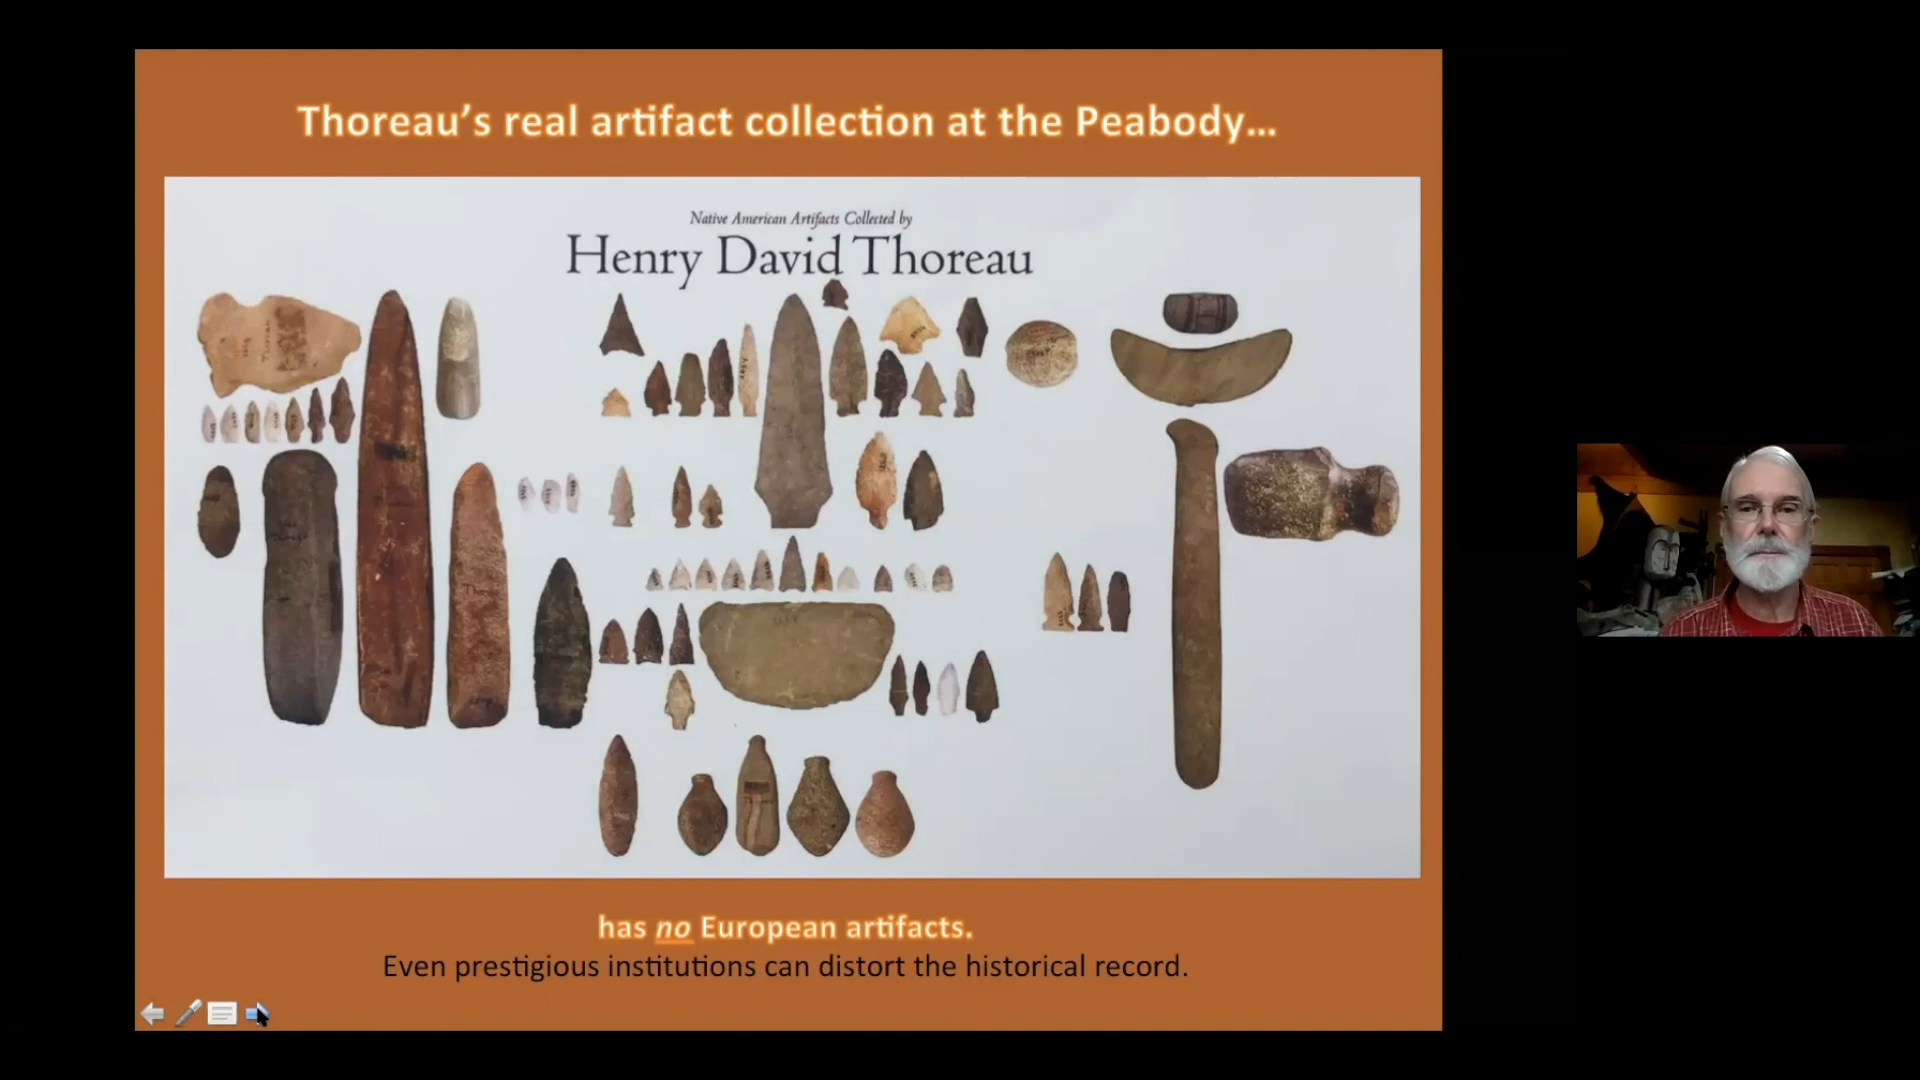 Thoreau’s real artifact collection at the Peabody…
Native American Artifacts Collected by
Henry David Thoreau
has no European artifacts.
Even prestigious institutions can distort the historical record.